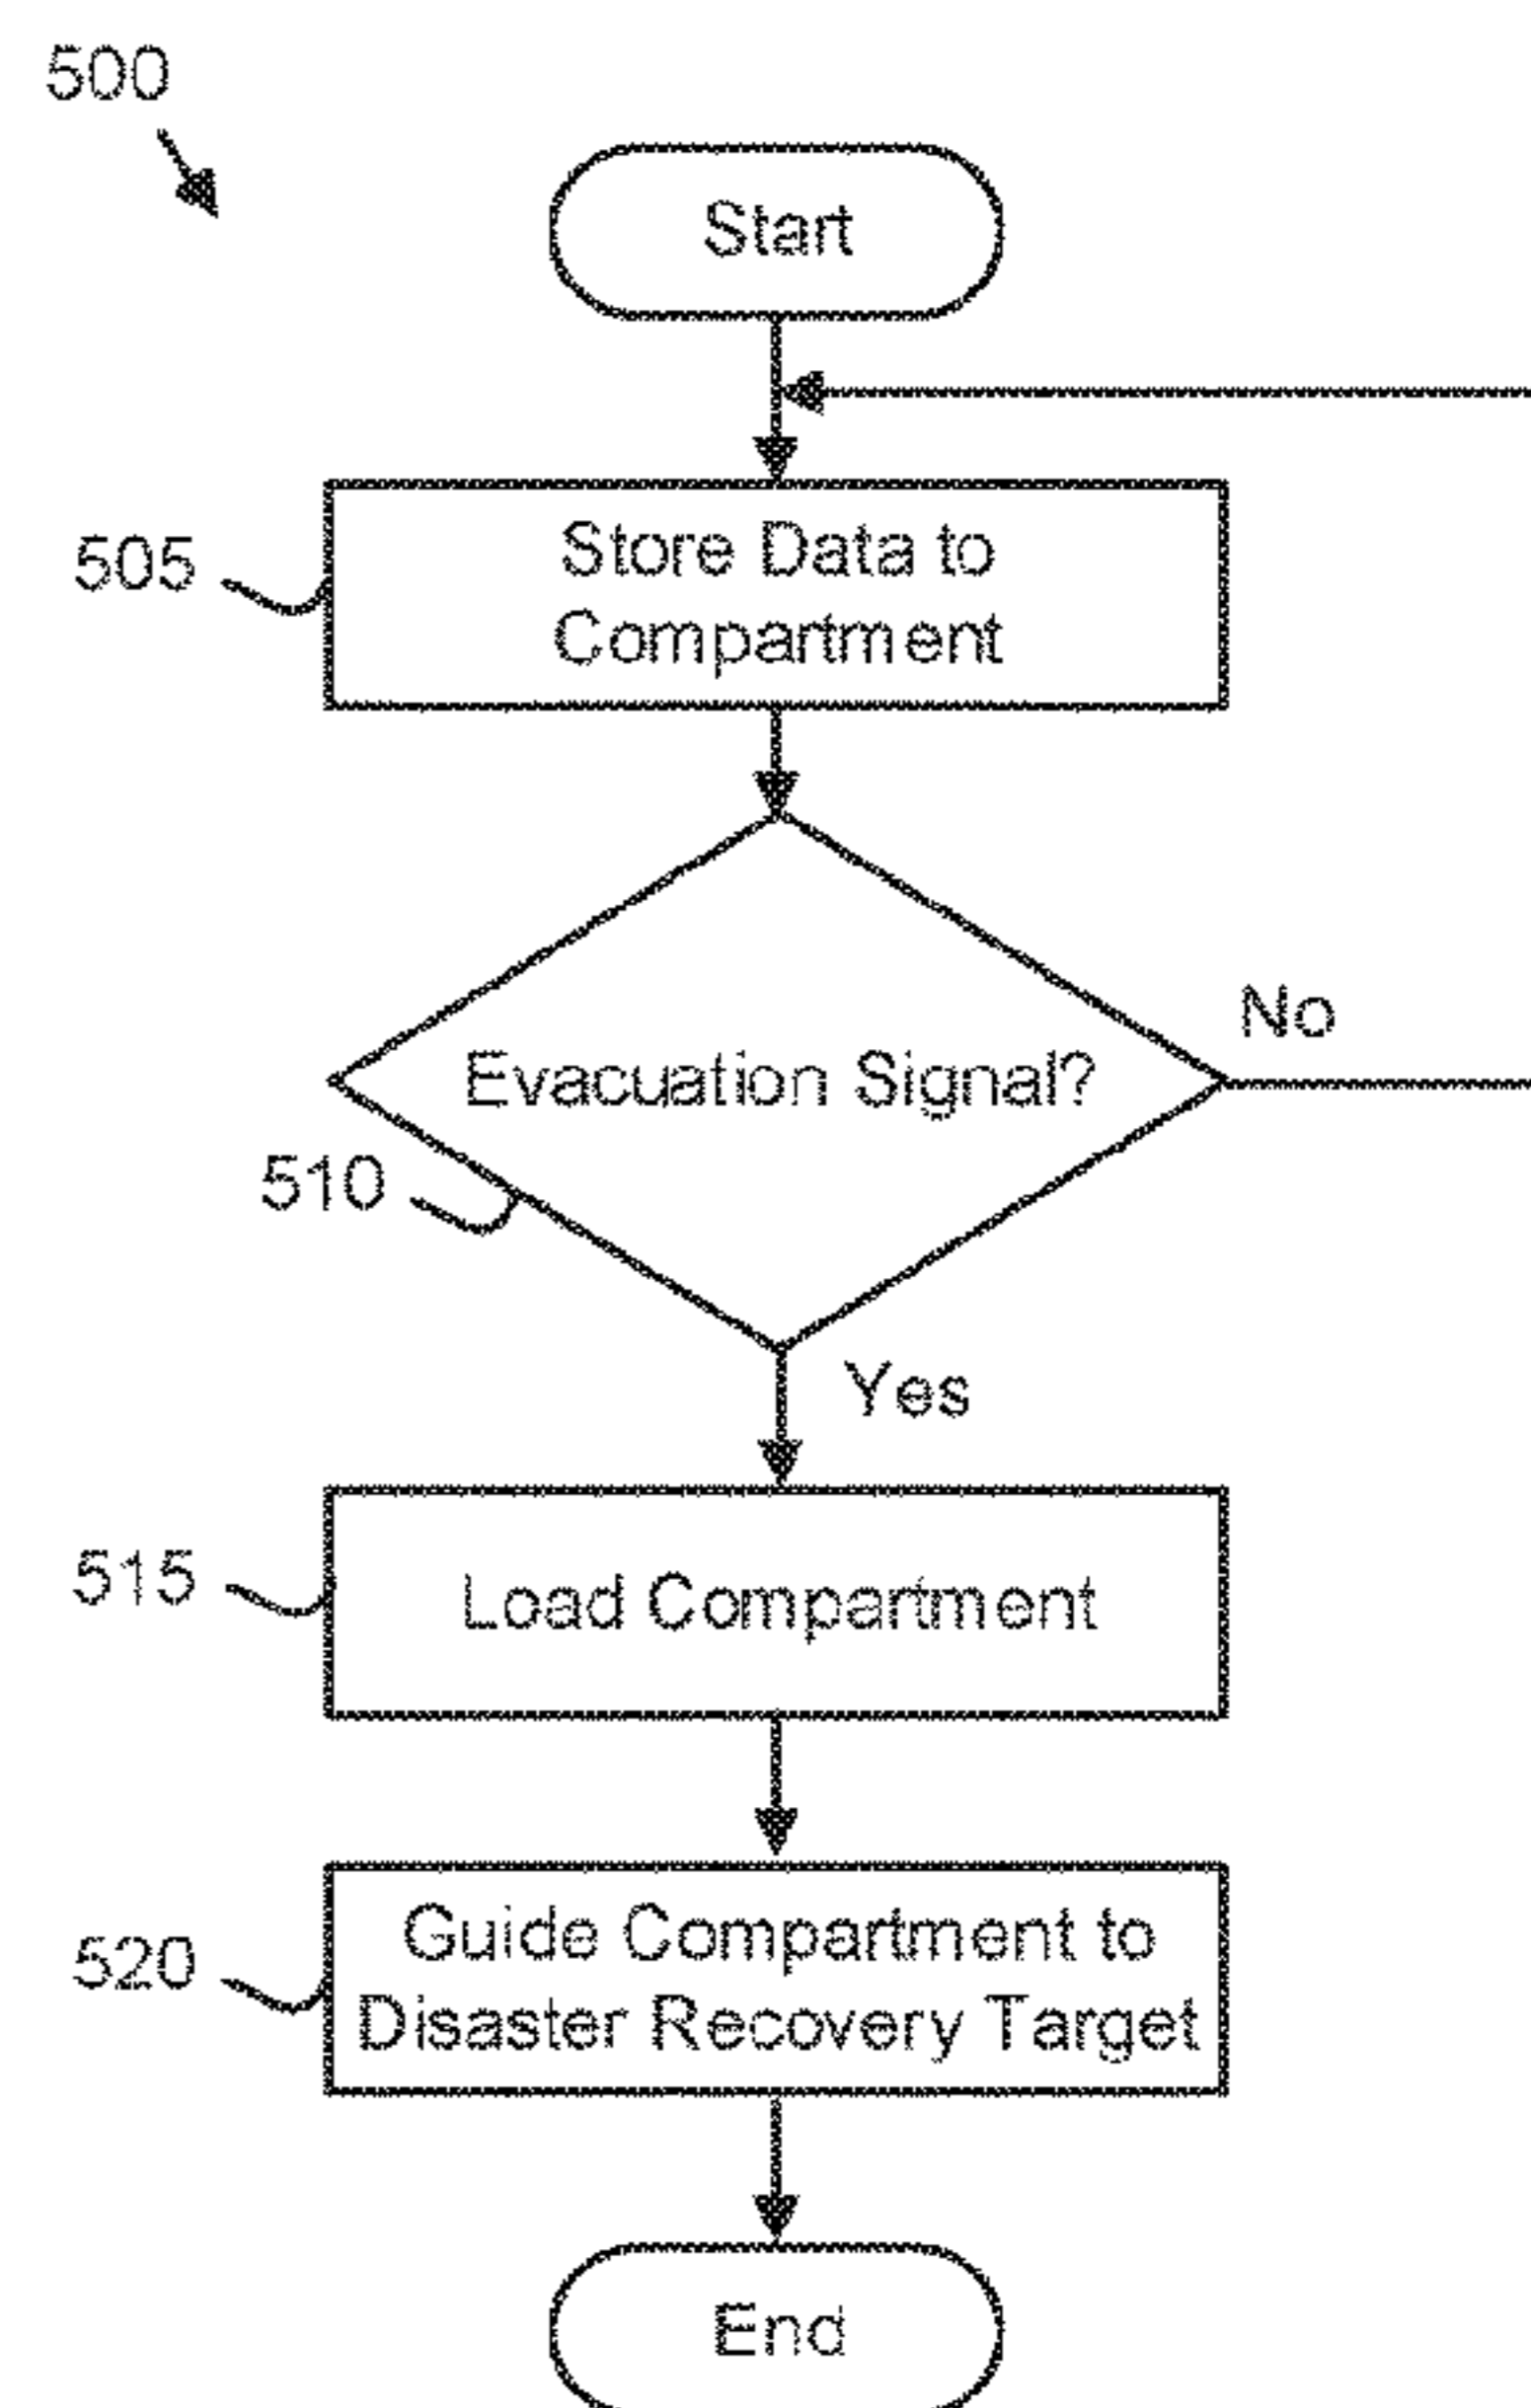 500
Start
505
Store Data to
Compartment
No
Evacuation Signal?
510
Yes
515
Load Compartment
520
Guide Compartment to
Disaster Recovery Target
End